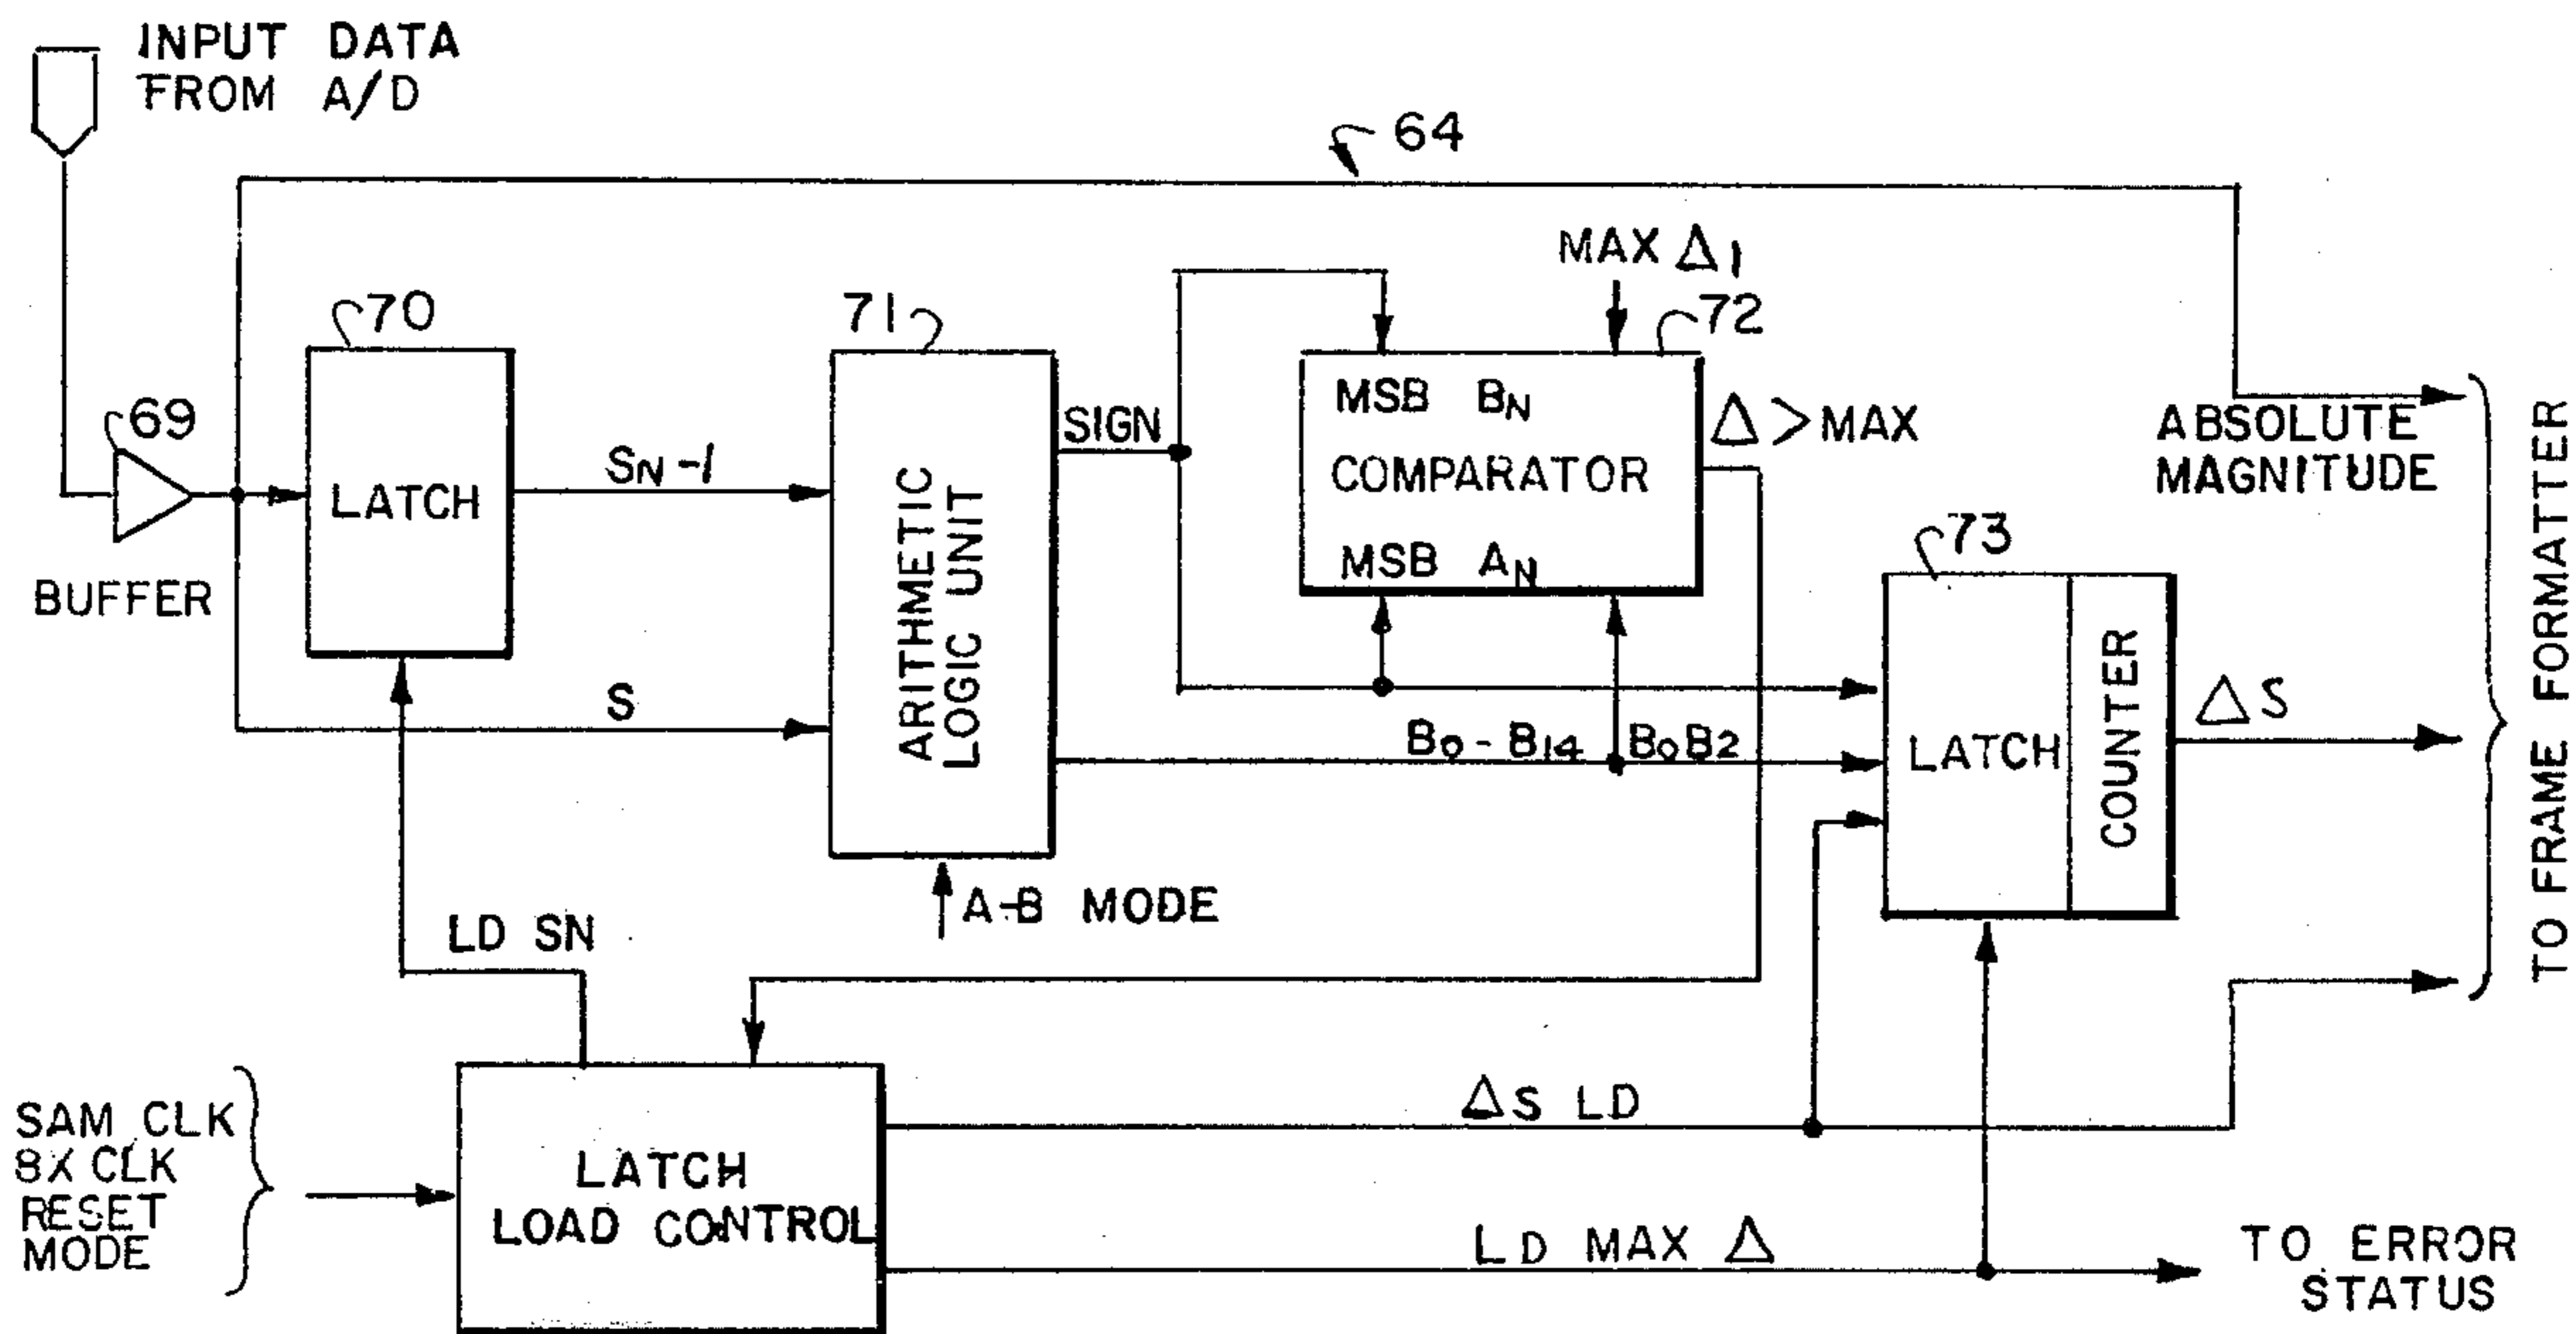 INPUT DATA
FROM A/D
64
MAX Δ1
70
71
72
69
MSB BN
SIGN
Δ>MAX
ABSOLUTE
MAGNITUDE
LATCH
SN-1
COMPARATOR
MSB AN
ARITHMETIC
LOGIC UNIT
73
BUFFER
S
B0-B14
B0B2
LATCH
COUNTER
ΔS
TO FRAME FORMATTER
A-B MODE
LD SN
SAM CLK
8X CLK
RESET
MODE
LATCH
LOAD CONTROL
ΔS LD
LD MAX Δ
TO ERROR
STATUS